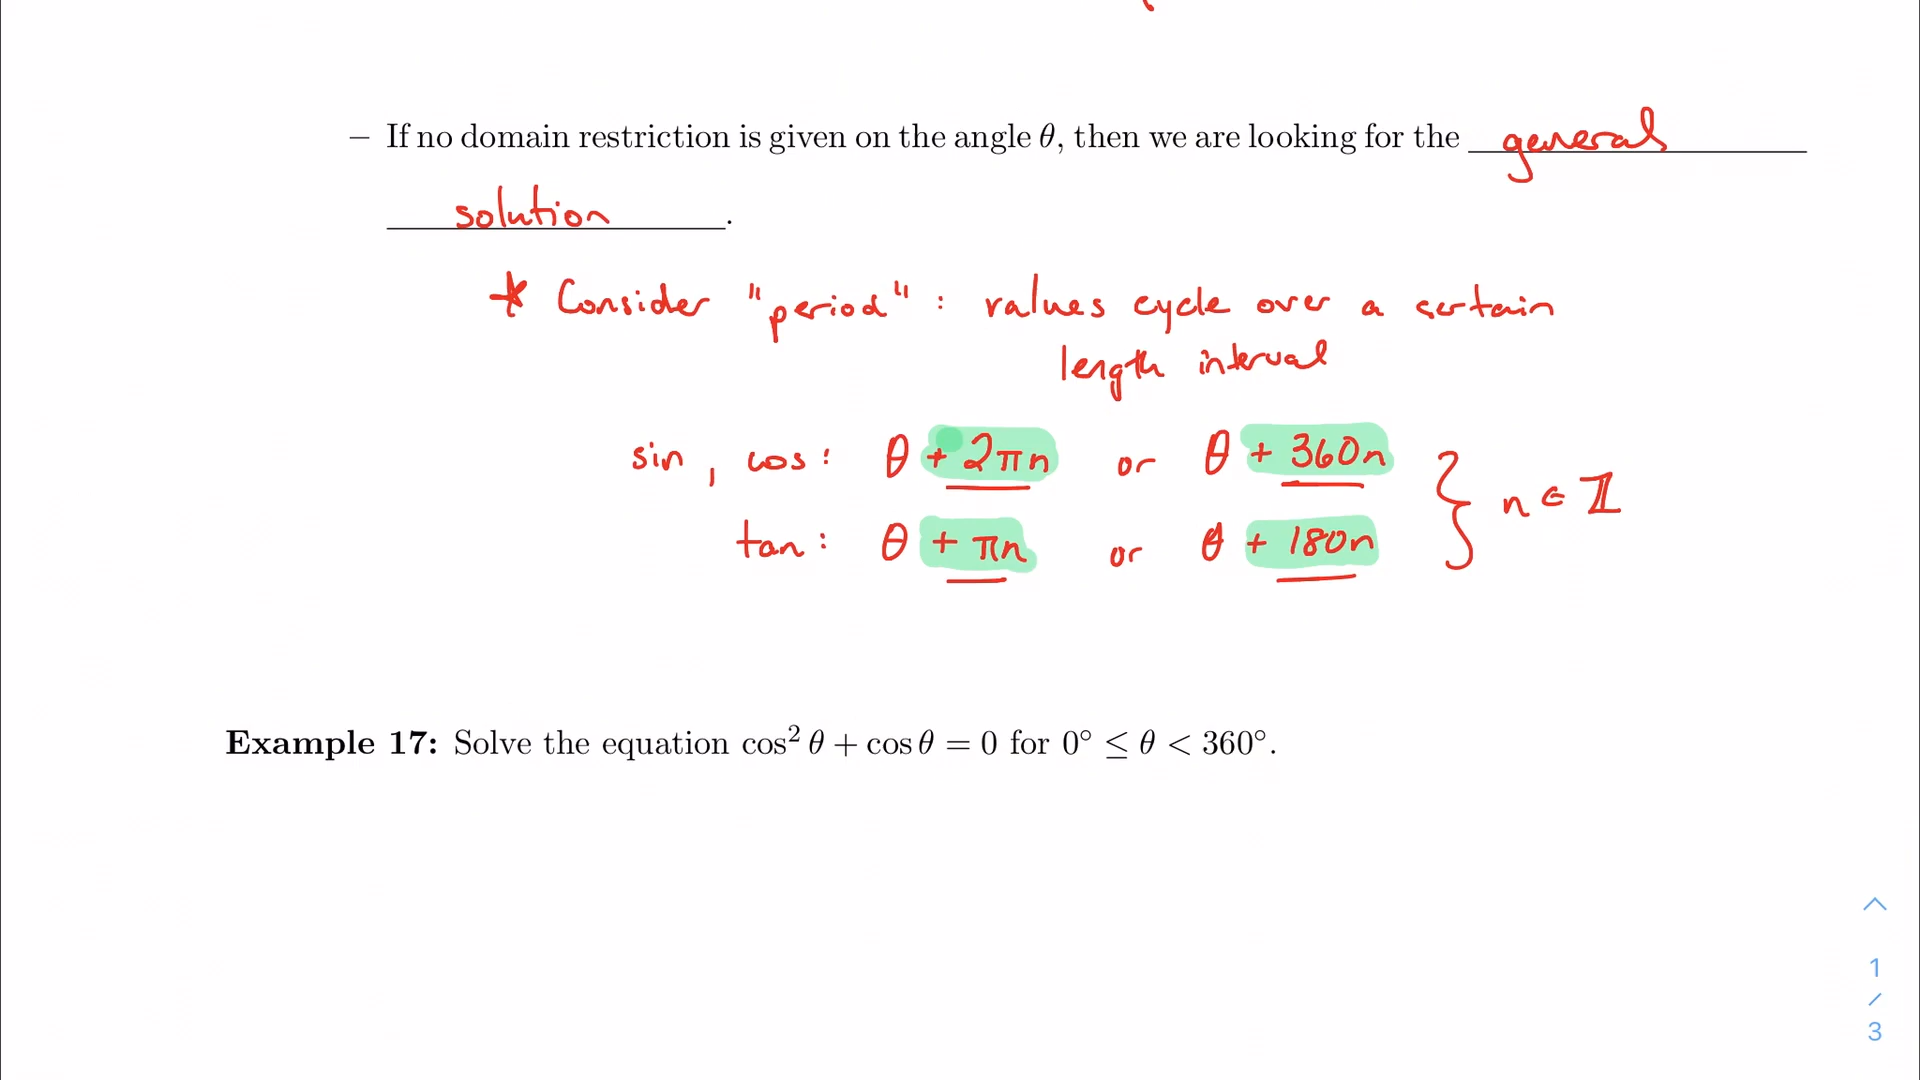 – If no domain restriction is given on the angle θ, then we are looking for the general
solution.
* Consider "period" : values cycle over a certain
length interval
sin, cos: θ + 2πn or θ + 360n
tan: θ + πn or θ + 180n } n ∈ I
Example 17: Solve the equation cos² θ + cos θ = 0 for 0° ≤ θ < 360°.
1
/
3